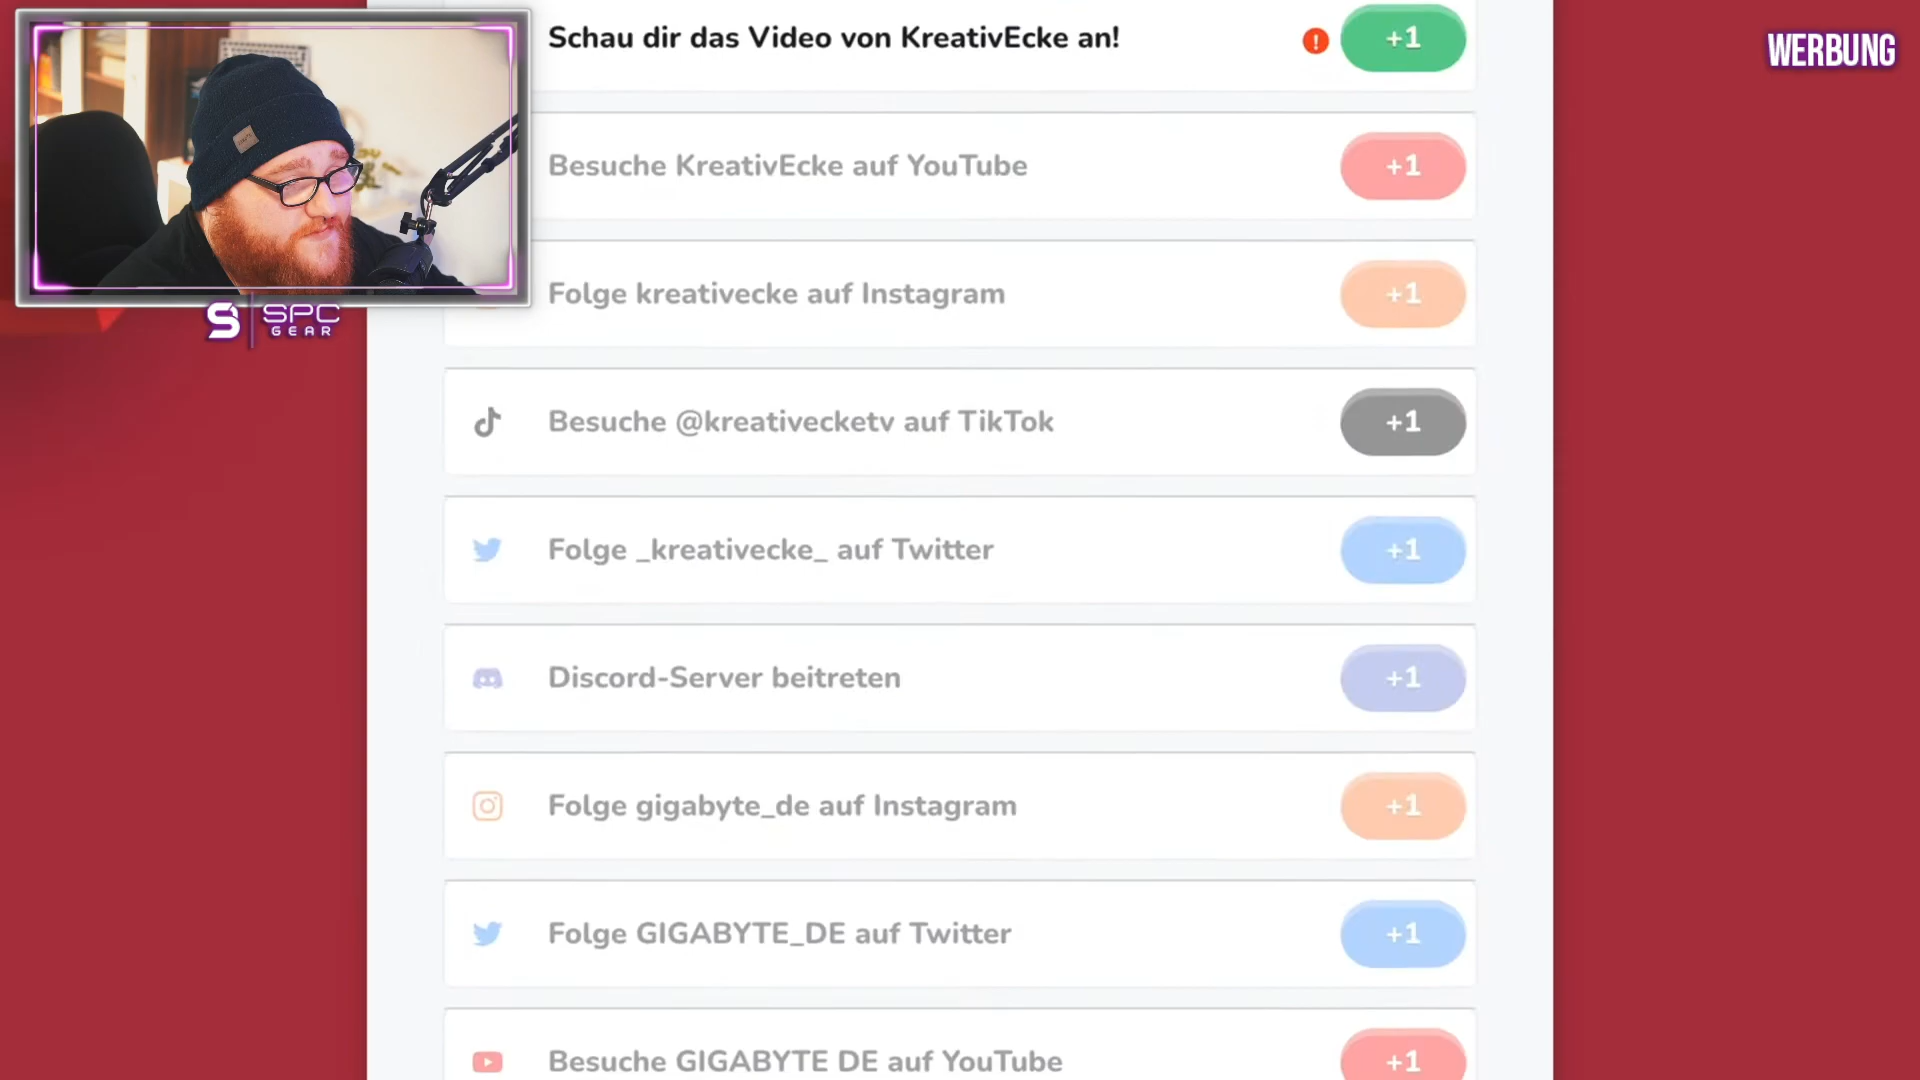 Schau dir das Video von KreativEcke an!
!
+1
WERBUNG
Besuche KreativEcke auf YouTube
+1
Folge kreativecke auf Instagram
+1
S SPC
GEAR
Besuche @kreativecketv auf TikTok
+1
Folge _kreativecke_ auf Twitter
+1
Discord-Server beitreten
+1
Folge gigabyte_de auf Instagram
+1
Folge GIGABYTE_DE auf Twitter
+1
Besuche GIGABYTE DE auf YouTube
+1